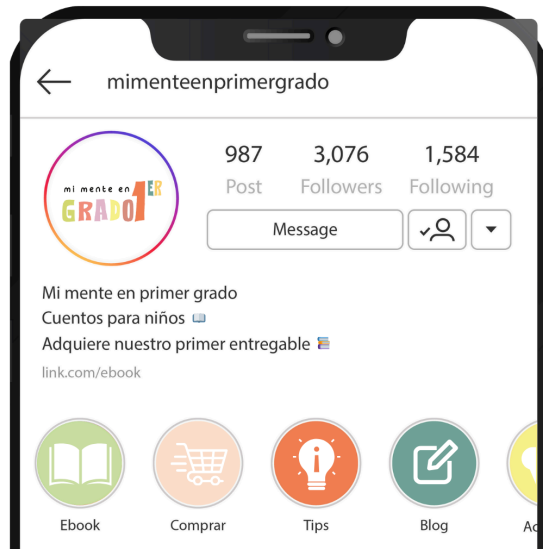 mimenteenprimergrado
mi mente en 1ER
GRADO
987 3,076 1,584
Post Followers Following
Message
Mi mente en primer grado
Cuentos para niños
Adquiere nuestro primer entregable
link.com/ebook
Ebook Comprar Tips Blog